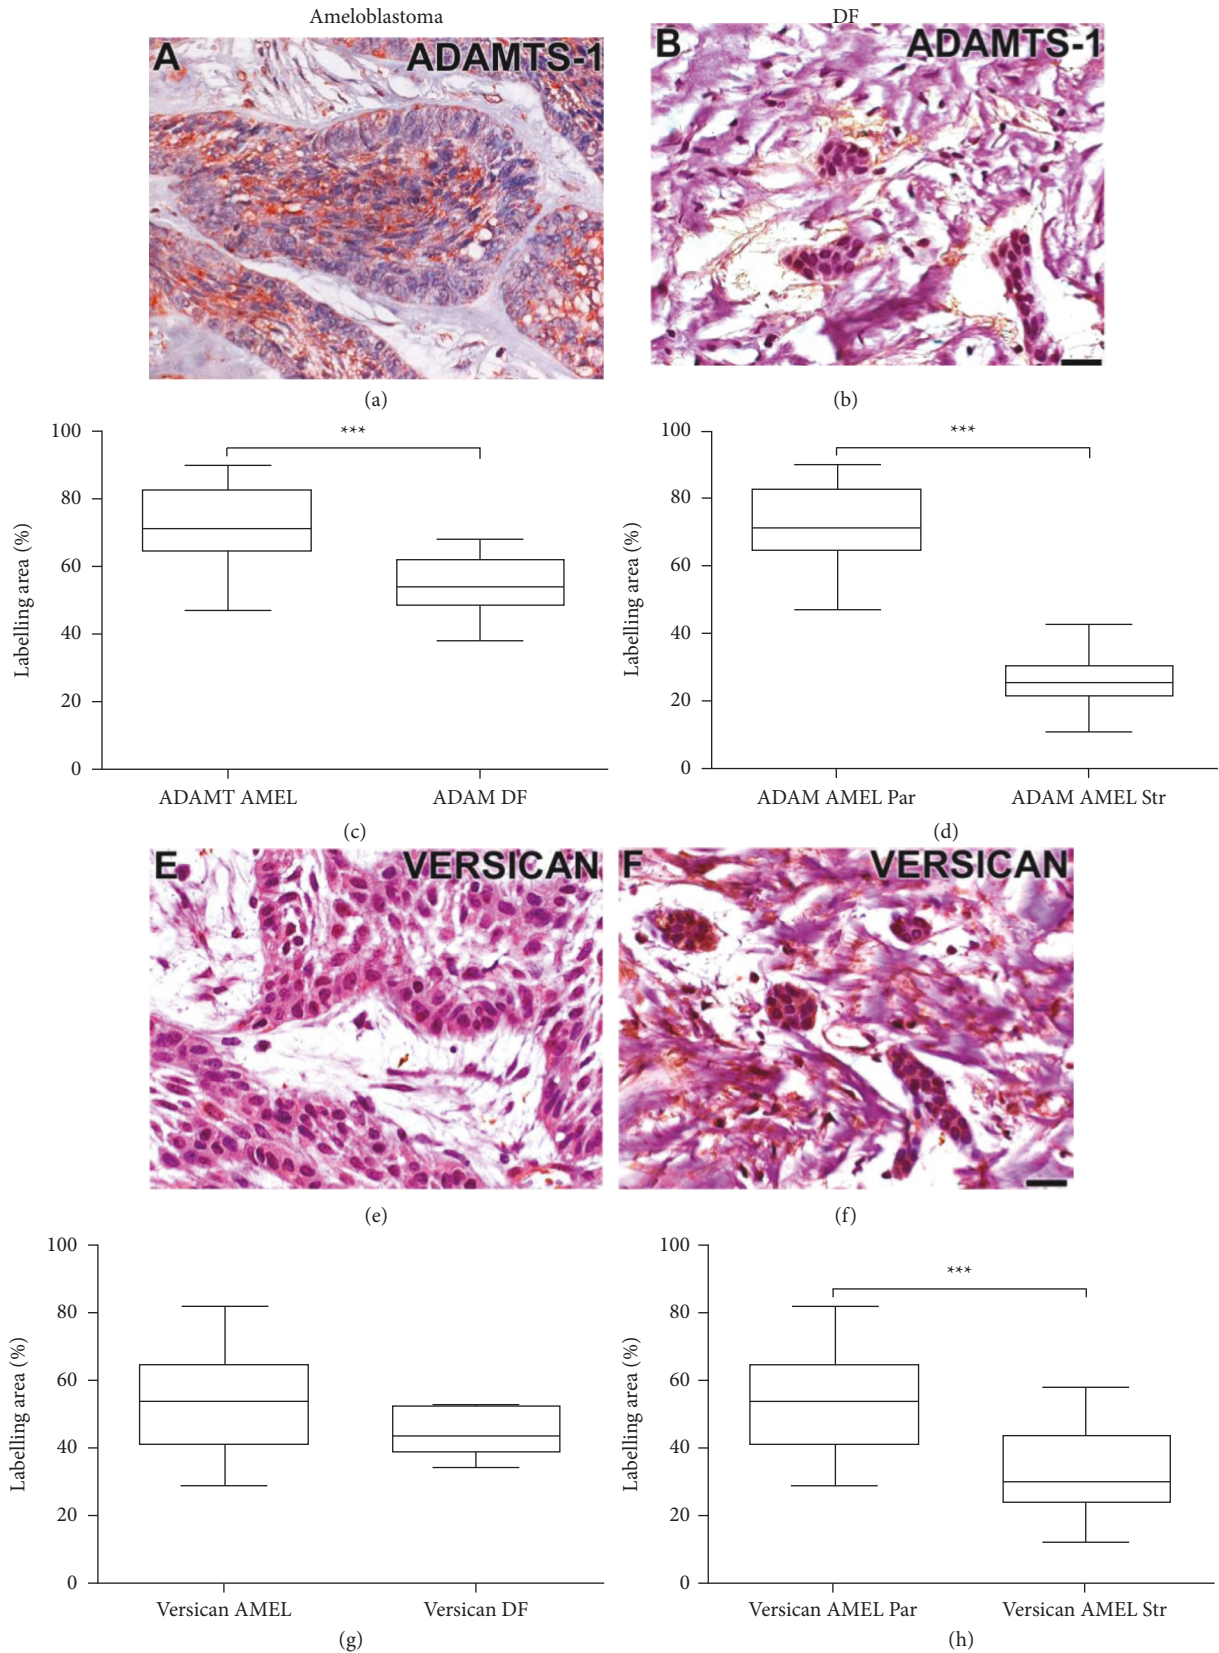 Ameloblastoma
DF
A ADAMTS-1
B ADAMTS-1
(a)
(b)
100
80
60
40
20
0
Labelling area (%)
***
ADAMT AMEL
ADAM DF
(c)
100
80
60
40
20
0
Labelling area (%)
***
ADAM AMEL Par
ADAM AMEL Str
(d)
E VERSICAN
F VERSICAN
(e)
(f)
100
80
60
40
20
0
Labelling area (%)
Versican AMEL
Versican DF
(g)
100
80
60
40
20
0
Labelling area (%)
***
Versican AMEL Par
Versican AMEL Str
(h)